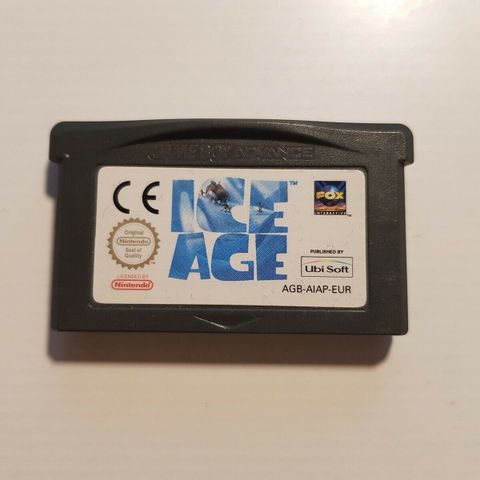 GAME BOY ADVANCE
CE
ICE
AGE
™
FOX
INTERACTIVE
Original
Nintendo
Seal of
Quality
LICENSED BY
Nintendo
PUBLISHED BY
Ubi Soft
AGB-AIAP-EUR